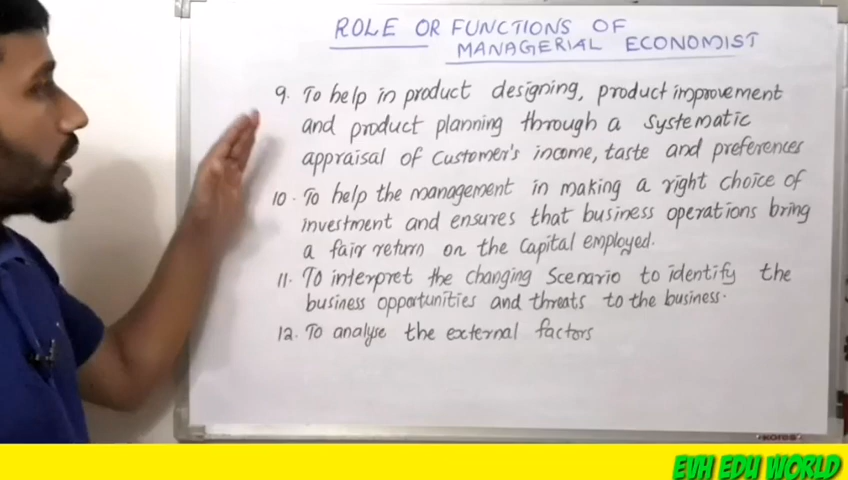 ROLE OR FUNCTIONS OF
MANAGERIAL ECONOMIST
9. To help in product designing, product improvement
and product planning through a systematic
appraisal of customer's income, taste and preferences
10. To help the management in making a right choice of
investment and ensures that business operations bring
a fair return on the capital employed.
11. To interpret the changing scenario to identify the
business opportunities and threats to the business.
12. To analyse the external factors
KORES
EVH EDU WORLD